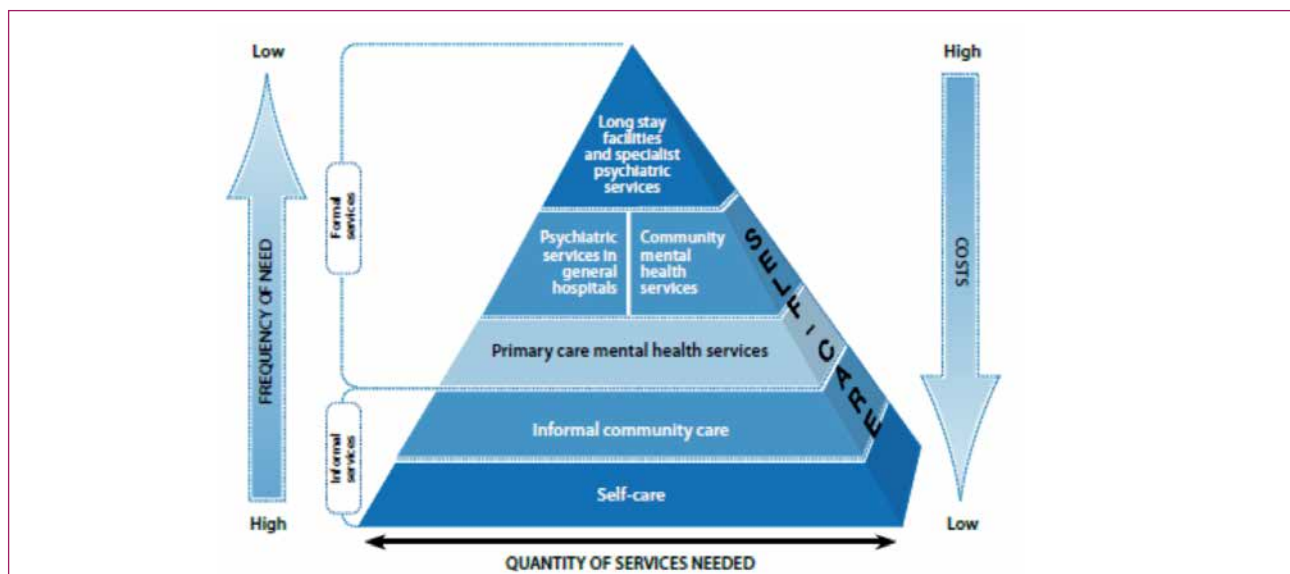 Low
High
Long stay
facilities
and specialist
psychiatric
services
Formal
services
FREQUENCY OF NEED
Psychiatric
services in
general
hospitals
Community
mental
health
services
SELF-CARE
COSTS
Primary care mental health services
Informal community care
Informal
services
Self-care
High
Low
QUANTITY OF SERVICES NEEDED